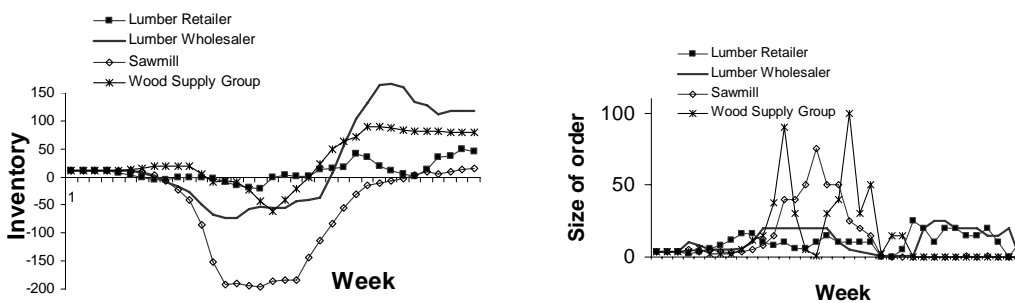 Lumber Retailer
Lumber Wholesaler
Sawmill
Wood Supply Group
150
100
50
0
-50
-100
-150
-200
1
Inventory
Week
Lumber Retailer
Lumber Wholesaler
Sawmill
Wood Supply Group
100
50
0
Size of order
Week